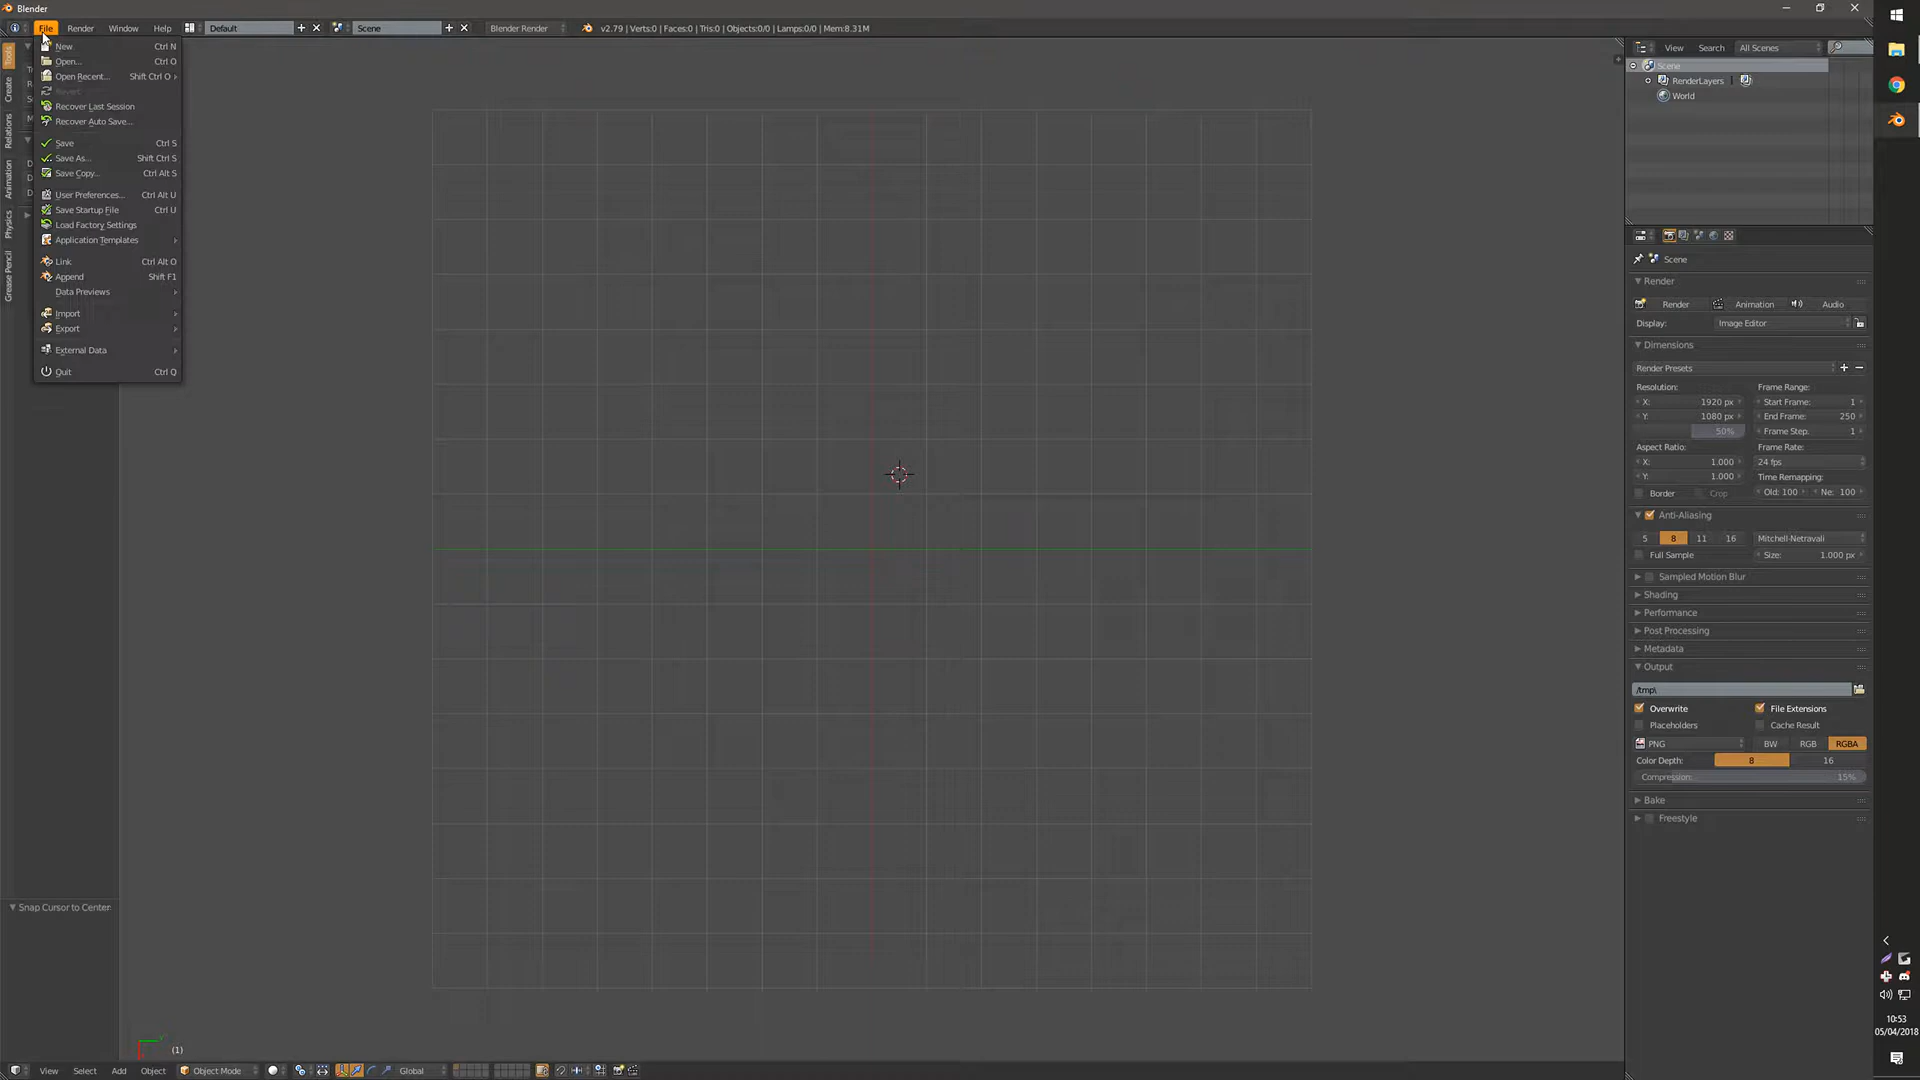 Blender
File Render Window Help Default Scene Blender Render v2.79 | Verts:0 | Faces:0 | Tris:0 | Objects:0/0 | Lamps:0/0 | Mem:8.31M
New Ctrl N
Open... Ctrl O
Open Recent... Shift Ctrl O
Revert
Recover Last Session
Recover Auto Save...
Save Ctrl S
Save As... Shift Ctrl S
Save Copy... Ctrl Alt S
User Preferences... Ctrl Alt U
Save Startup File Ctrl U
Load Factory Settings
Application Templates
Link Ctrl Alt O
Append Shift F1
Data Previews
Import
Export
External Data
Quit Ctrl Q
Tools
Create
Relations
Animation
Physics
Grease Pencil
Snap Cursor to Center
(1)
View Select Add Object Object Mode Global
View Search All Scenes
Scene
RenderLayers |
World
Scene
Render
Render Animation Audio
Display: Image Editor
Dimensions
Render Presets
Resolution: Frame Range:
X: 1920 px Start Frame: 1
Y: 1080 px End Frame: 250
50% Frame Step: 1
Aspect Ratio: Frame Rate:
X: 1.000 24 fps
Y: 1.000 Time Remapping:
Border Crop Old: 100 Ne: 100
Anti-Aliasing
5 8 11 16 Mitchell-Netravali
Full Sample Size: 1.000 px
Sampled Motion Blur
Shading
Performance
Post Processing
Metadata
Output
/tmp\
Overwrite File Extensions
Placeholders Cache Result
PNG BW RGB RGBA
Color Depth: 8 16
Compression: 15%
Bake
Freestyle
10:53
05/04/2018